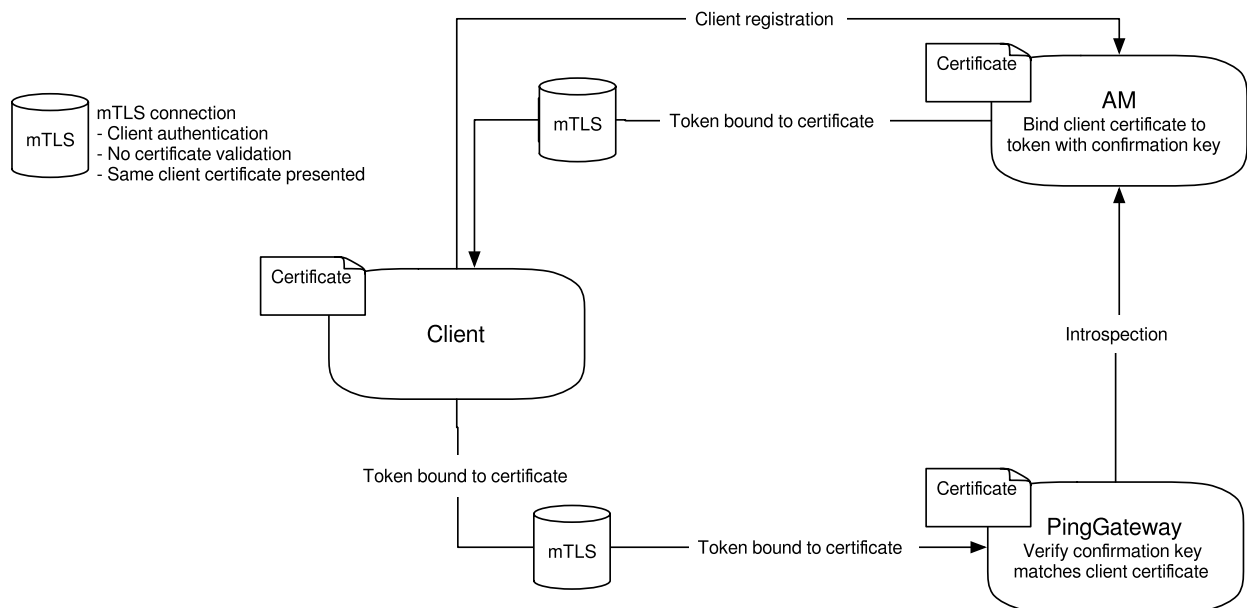 Client registration
Certificate
AM
Bind client certificate to
token with confirmation key
mTLS
Token bound to certificate
mTLS
mTLS connection
- Client authentication
- No certificate validation
- Same client certificate presented
Certificate
Client
Introspection
Token bound to certificate
Certificate
PingGateway
Verify confirmation key
matches client certificate
mTLS
Token bound to certificate